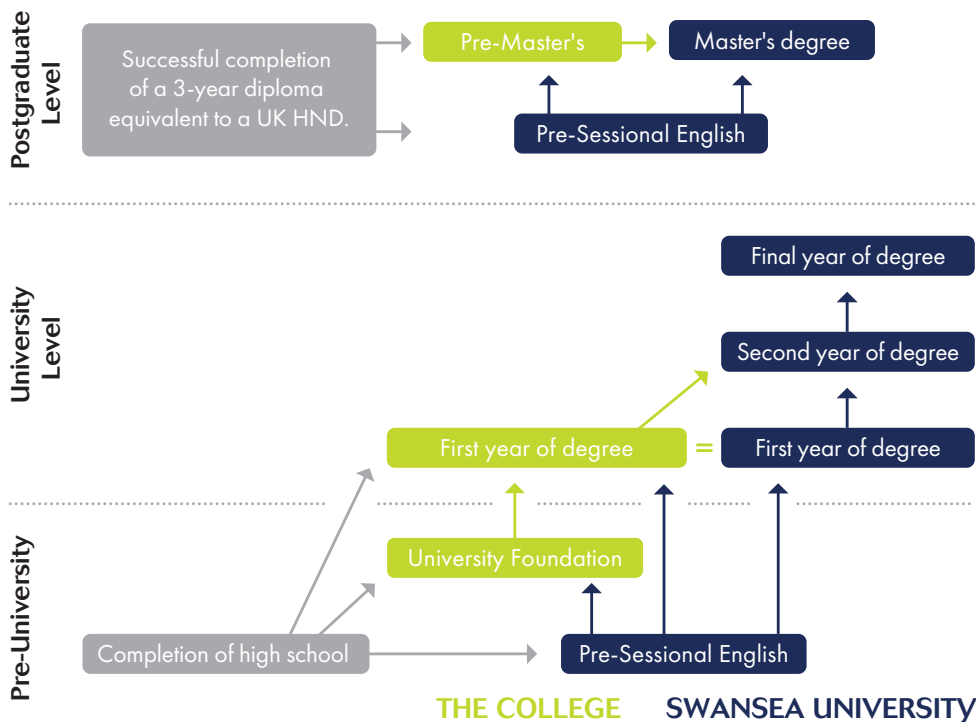 Postgraduate
Level
Successful completion
of a 3-year diploma
equivalent to a UK HND.
Pre-Master's
Master's degree
Pre-Sessional English
University
Level
Final year of degree
Second year of degree
First year of degree
=
First year of degree
Pre-University
University Foundation
Completion of high school
Pre-Sessional English
THE COLLEGE
SWANSEA UNIVERSITY